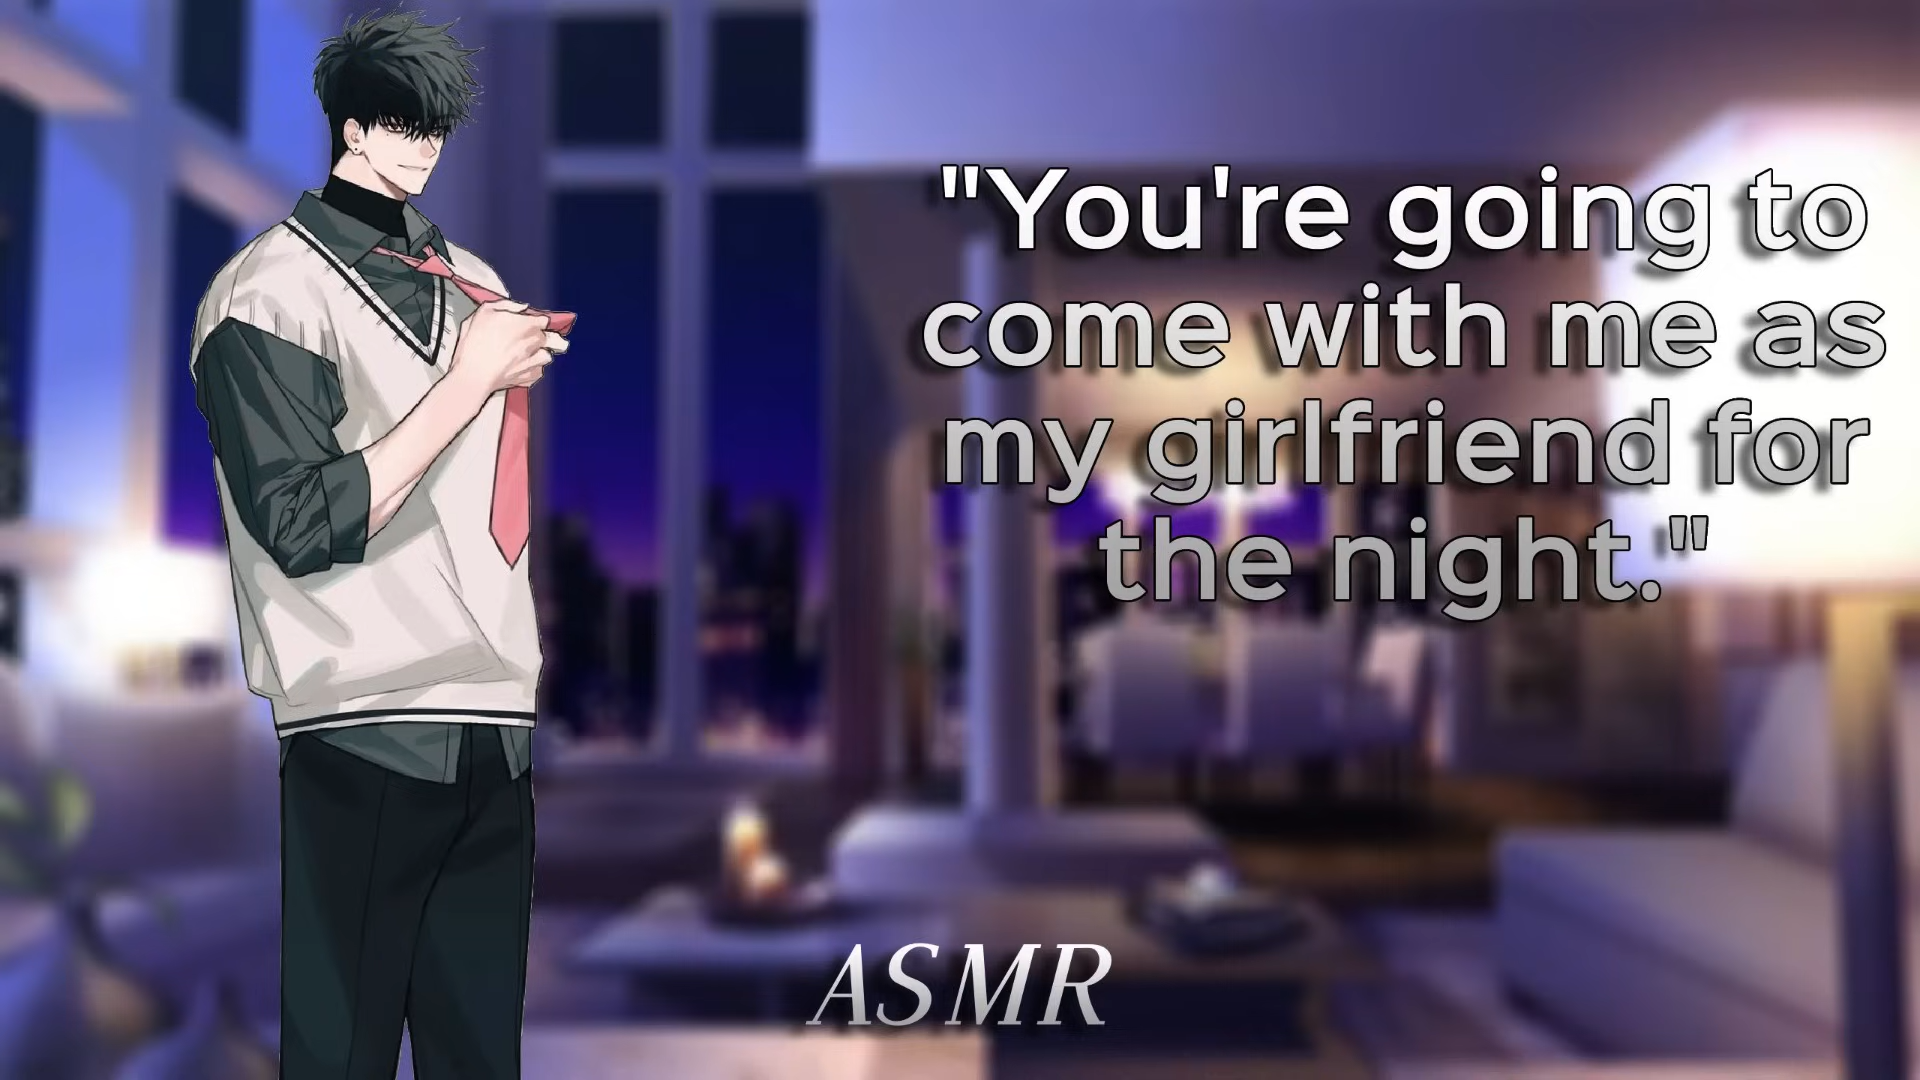 "You're going to
come with me as
my girlfriend for
the night."
ASMR